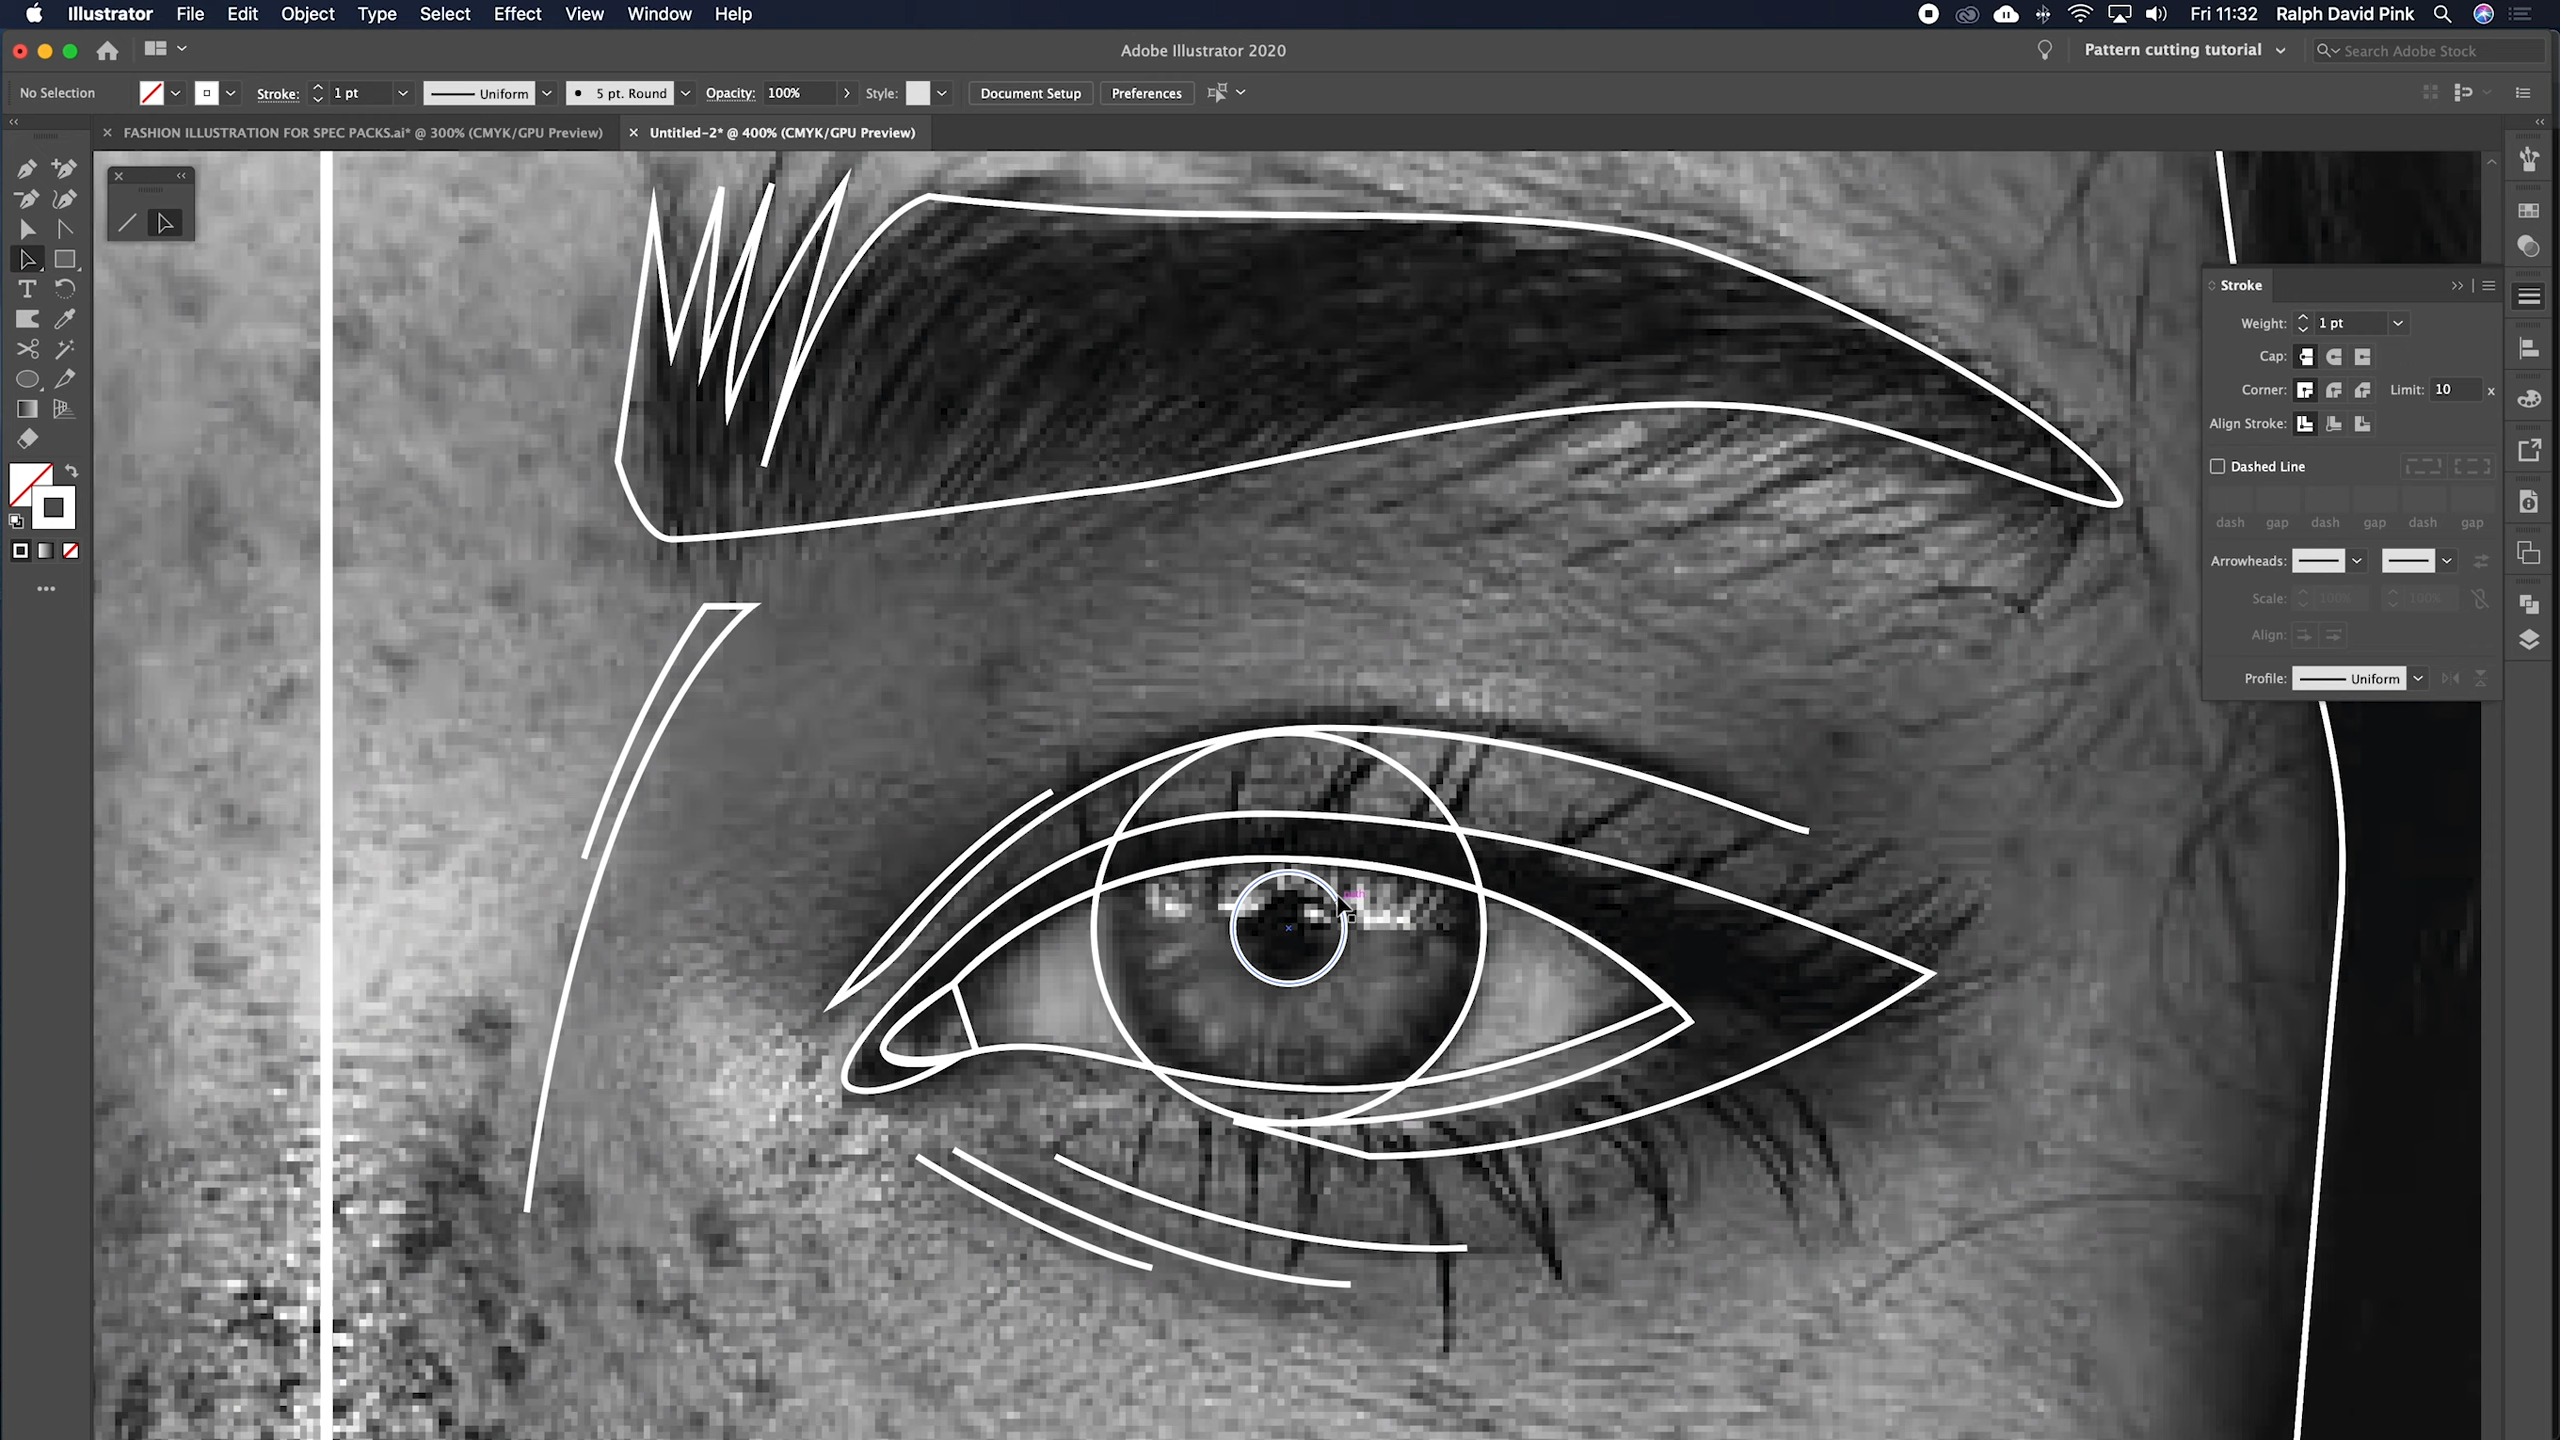 Illustrator File Edit Object Type Select Effect View Window Help Fri 11:32 Ralph David Pink
Adobe Illustrator 2020 Pattern cutting tutorial Search Adobe Stock
No Selection Stroke: 1 pt Uniform 5 pt. Round Opacity: 100% Style: Document Setup Preferences
FASHION ILLUSTRATION FOR SPEC PACKS.ai* @ 300% (CMYK/GPU Preview) Untitled-2* @ 400% (CMYK/GPU Preview)
Stroke
Weight: 1 pt
Cap:
Corner: Limit: 10 x
Align Stroke:
Dashed Line
dash gap dash gap dash gap
Arrowheads:
Scale: 100% 100%
Align:
Profile: Uniform